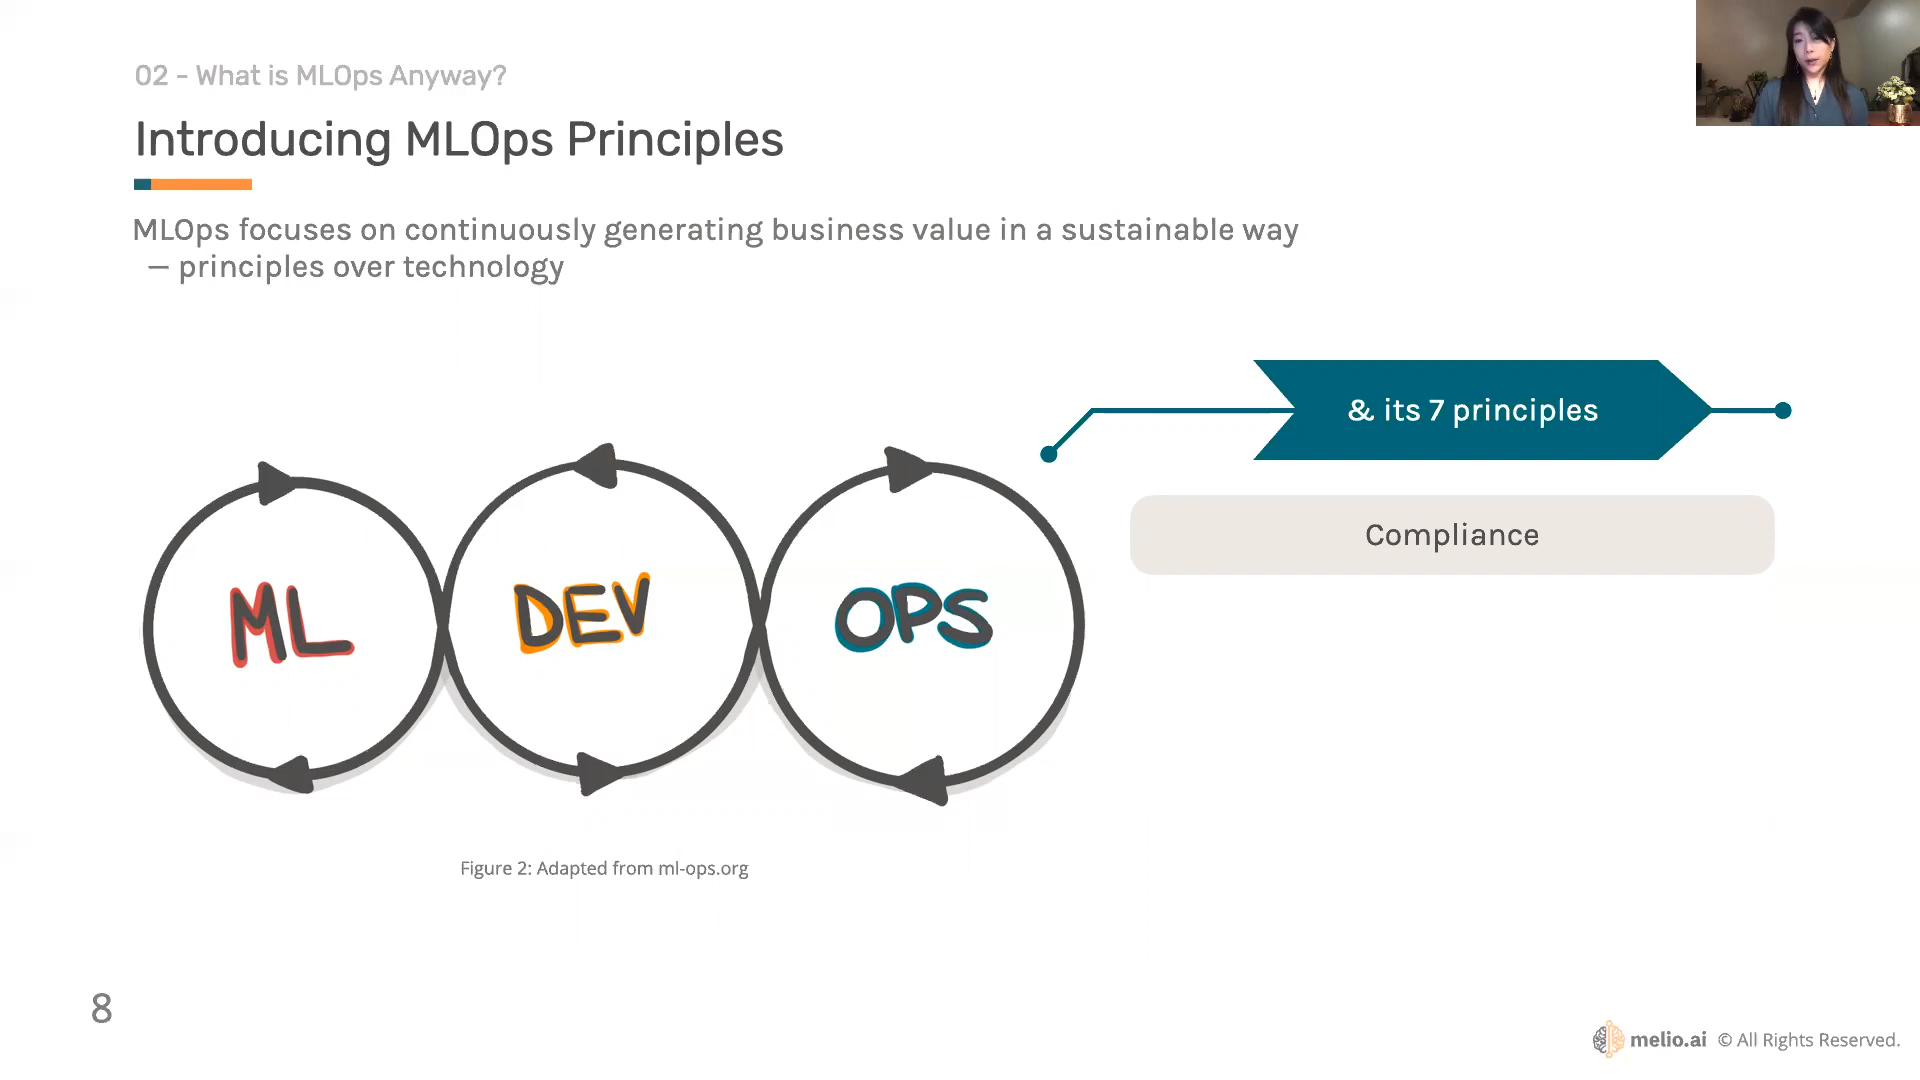 02 - What is MLOps Anyway?
Introducing MLOps Principles
MLOps focuses on continuously generating business value in a sustainable way
— principles over technology
& its 7 principles
Compliance
ML
DEV
OPS
Figure 2: Adapted from ml-ops.org
8
melio.ai © All Rights Reserved.